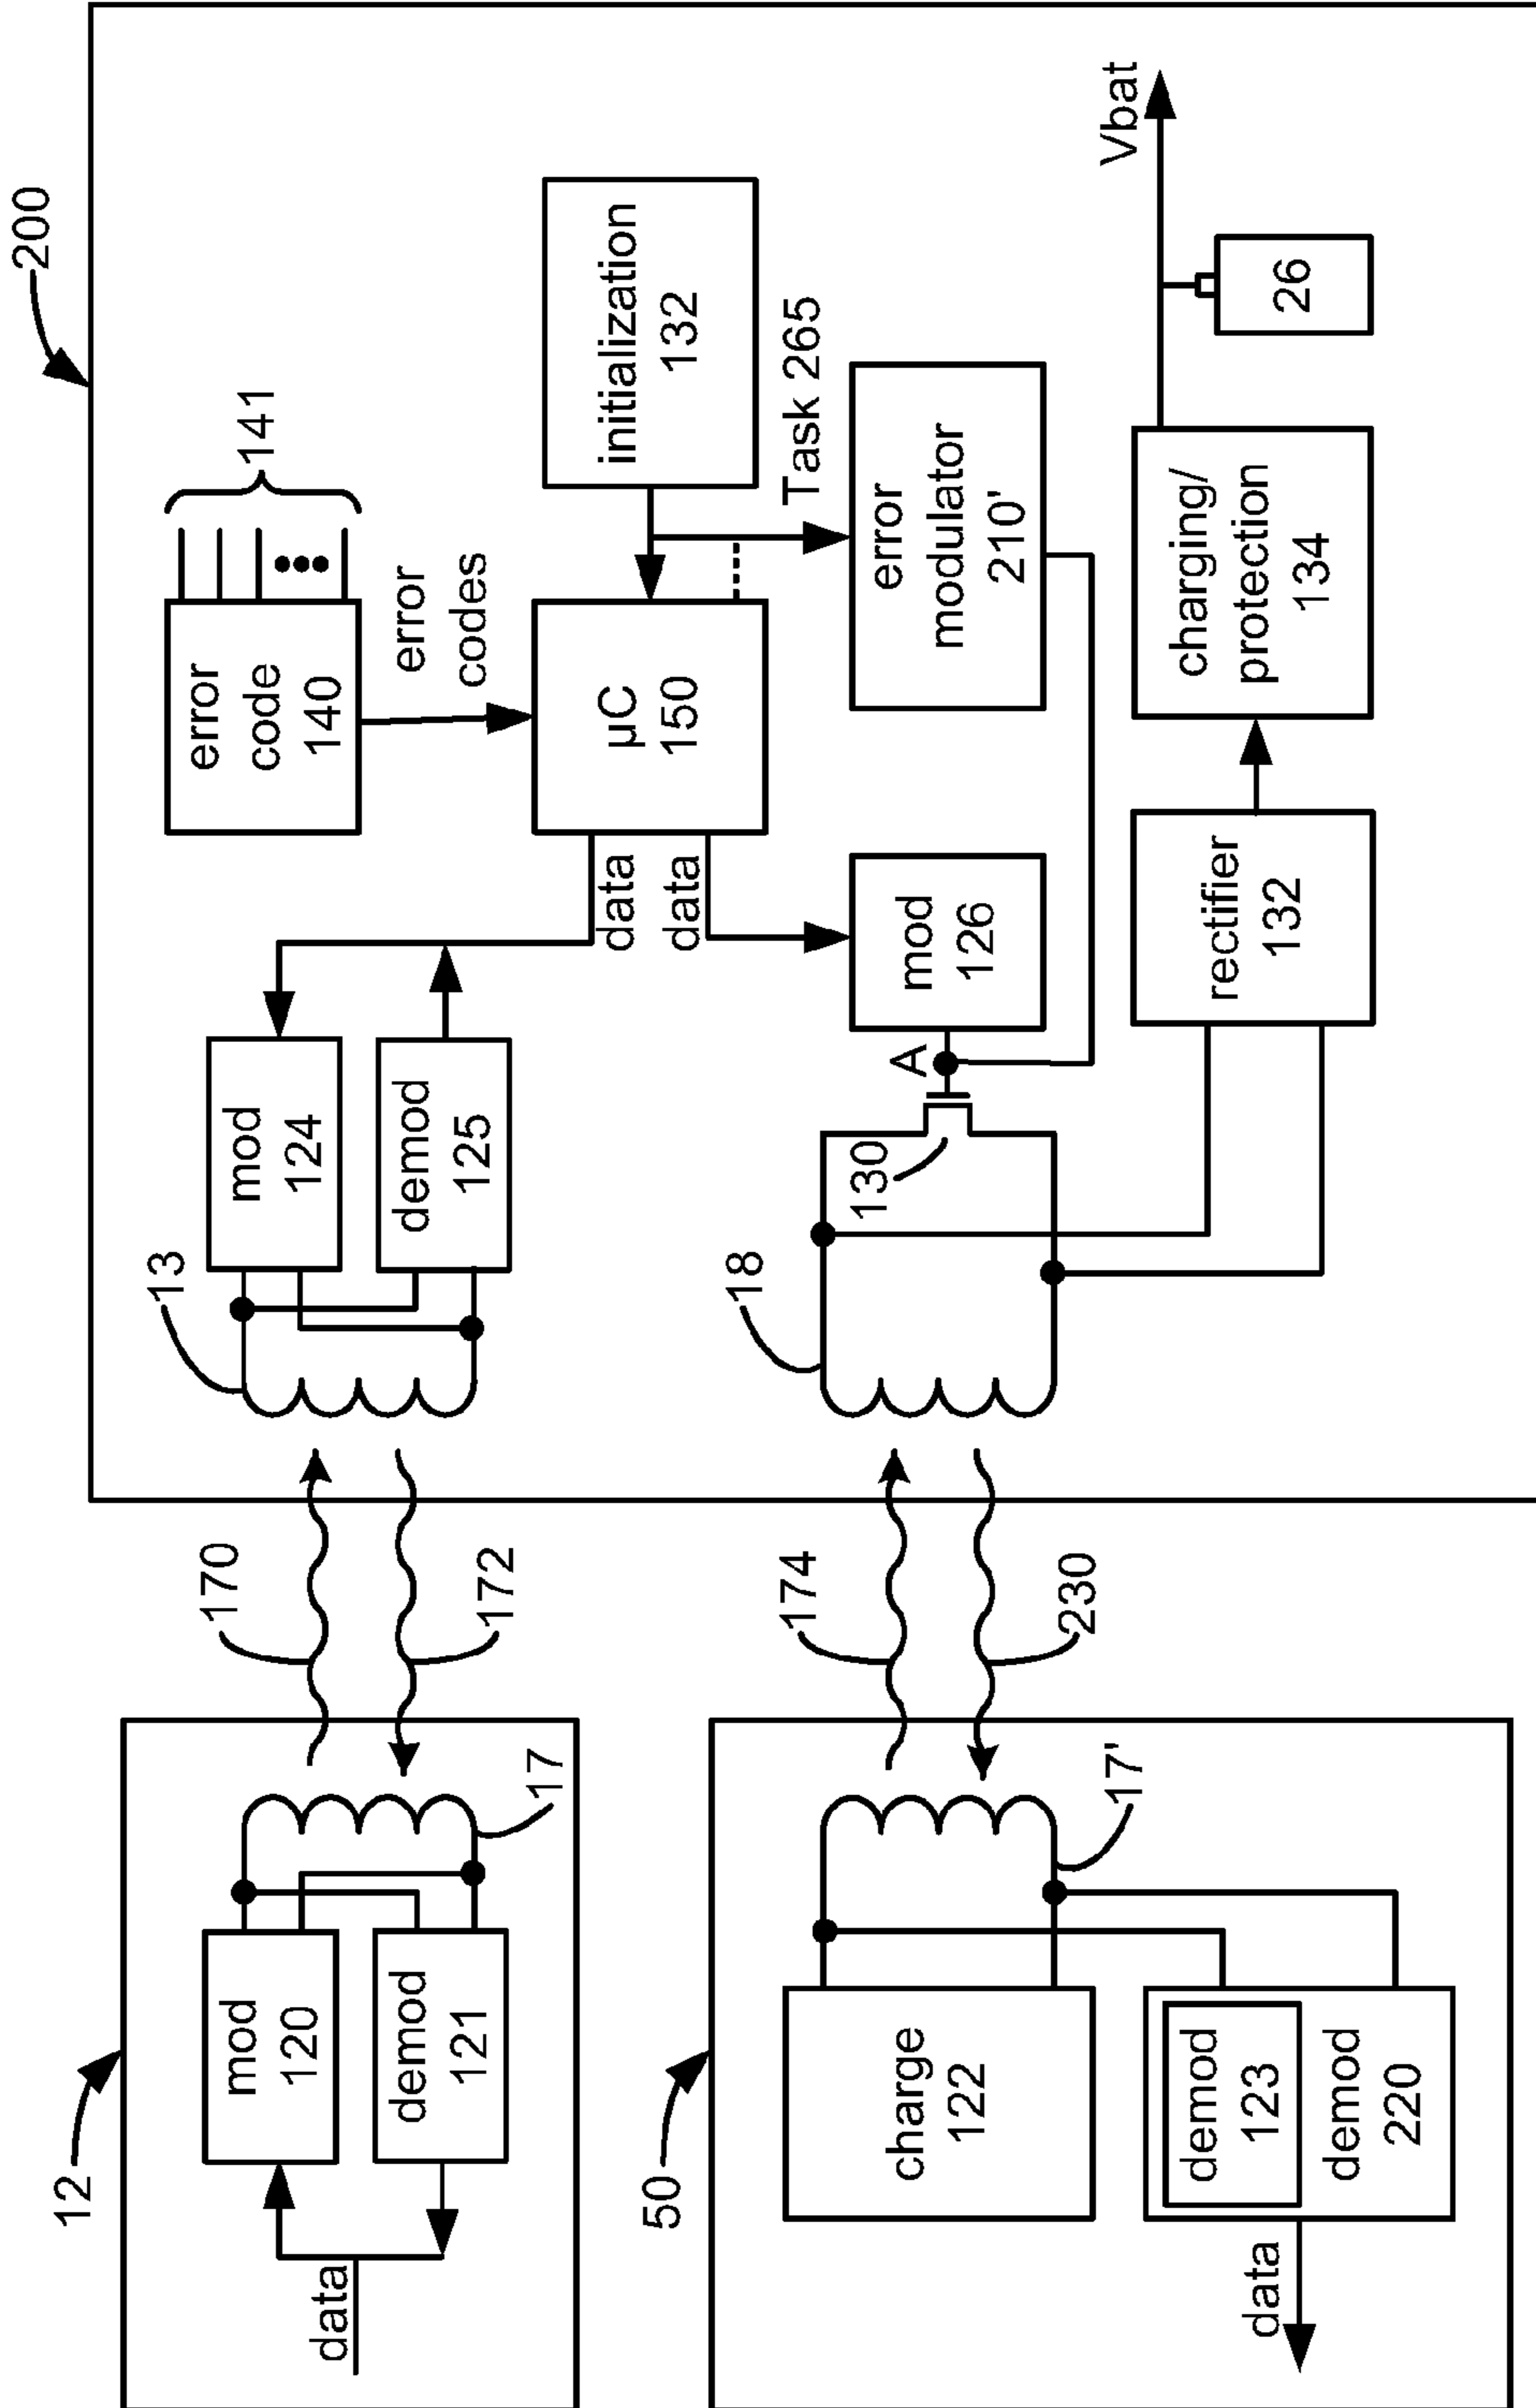 200
12
data
mod
120
demod
121
17
170
172
13
mod
124
demod
125
data
data
error
code
140
141
error
codes
µC
150
initialization
132
Task 265
error
modulator
210'
mod
126
A
130
18
50
charge
122
demod
123
demod
220
data
17'
174
230
rectifier
132
charging/
protection
134
Vbat
26